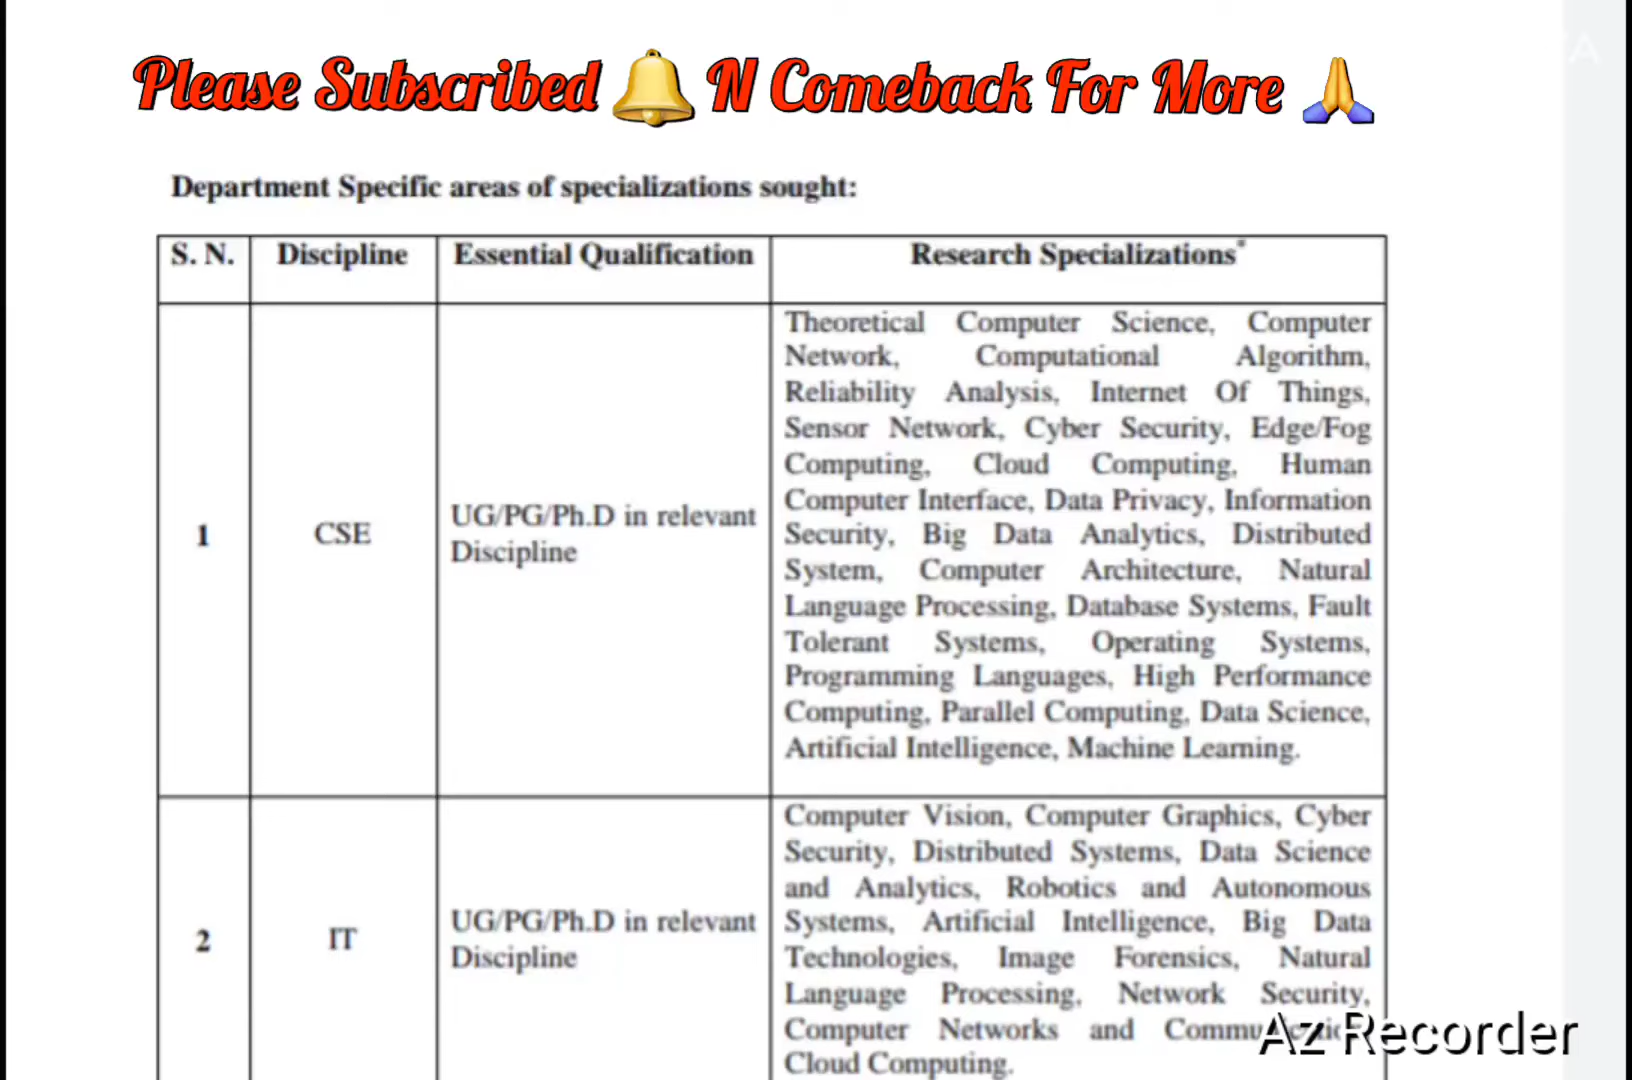 Please Subscribed 🔔 N Comeback For More 🙏
Department Specific areas of specializations sought:
S. N. Discipline Essential Qualification Research Specializations*
Theoretical Computer Science, Computer
Network, Computational Algorithm,
Reliability Analysis, Internet Of Things,
Sensor Network, Cyber Security, Edge/Fog
Computing, Cloud Computing, Human
Computer Interface, Data Privacy, Information
Security, Big Data Analytics, Distributed
System, Computer Architecture, Natural
Language Processing, Database Systems, Fault
Tolerant Systems, Operating Systems,
Programming Languages, High Performance
Computing, Parallel Computing, Data Science,
Artificial Intelligence, Machine Learning.
1 CSE UG/PG/Ph.D in relevant
Discipline
Computer Vision, Computer Graphics, Cyber
Security, Distributed Systems, Data Science
and Analytics, Robotics and Autonomous
Systems, Artificial Intelligence, Big Data
Technologies, Image Forensics, Natural
Language Processing, Network Security,
Computer Networks and
Cloud Computing.
2 IT UG/PG/Ph.D in relevant
Discipline
Az Recorder